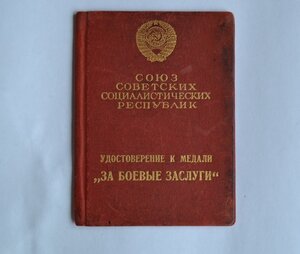 СОЮЗ
СОВЕТСКИХ
СОЦИАЛИСТИЧЕСКИХ
РЕСПУБЛИК
УДОСТОВЕРЕНИЕ К МЕДАЛИ
„ЗА БОЕВЫЕ ЗАСЛУГИ“